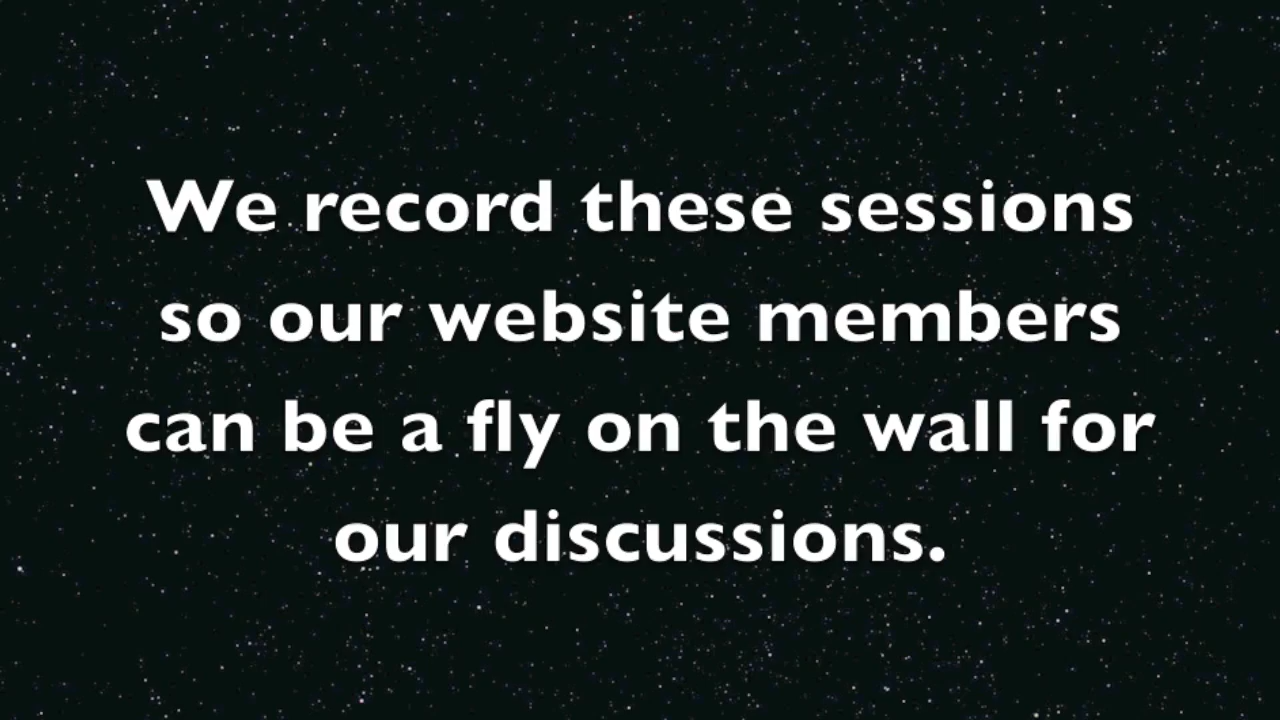 We record these sessions
so our website members
can be a fly on the wall for
our discussions.